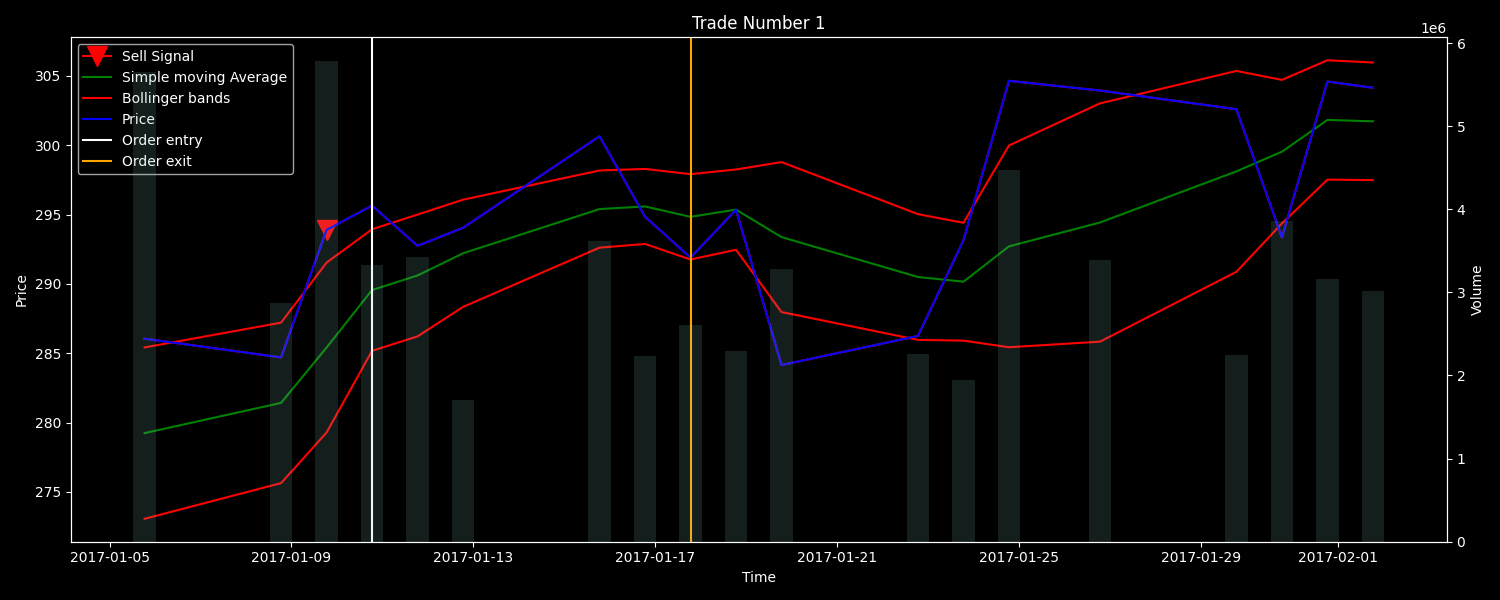 Trade Number 1
1e6
Sell Signal
Simple moving Average
Bollinger bands
Price
Order entry
Order exit
305
300
295
290
285
280
275
Price
6
5
4
3
2
1
0
Volume
2017-01-05 2017-01-09 2017-01-13 2017-01-17 2017-01-21 2017-01-25 2017-01-29 2017-02-01
Time